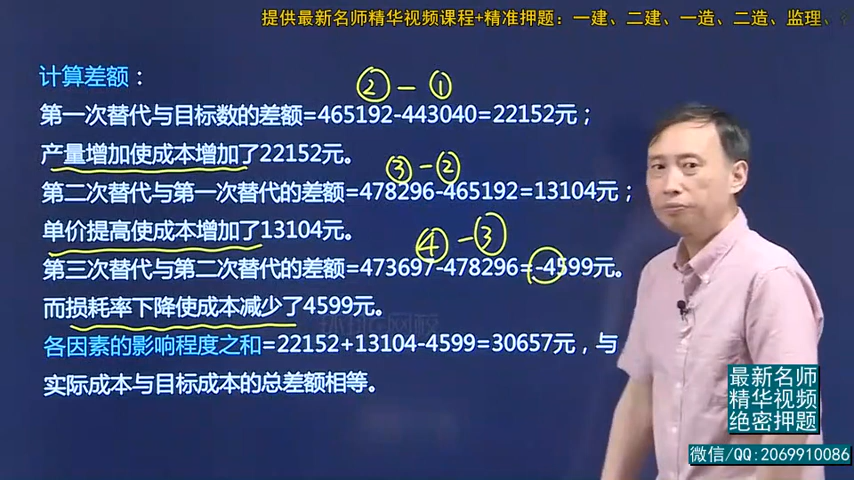 提供最新名师精华视频课程+精准押题：一建、二建、一造、二造、监理、
计算差额：
② - ①
第一次替代与目标数的差额=465192-443040=22152元；
产量增加使成本增加了22152元。
③ - ②
第二次替代与第一次替代的差额=478296-465192=13104元；
单价提高使成本增加了13104元。
④ - ③
第三次替代与第二次替代的差额=473697-478296=-4599元。
而损耗率下降使成本减少了4599元。
环球网校
各因素的影响程度之和=22152+13104-4599=30657元，与
实际成本与目标成本的总差额相等。
最新名师
精华视频
绝密押题
微信/QQ:2069910086